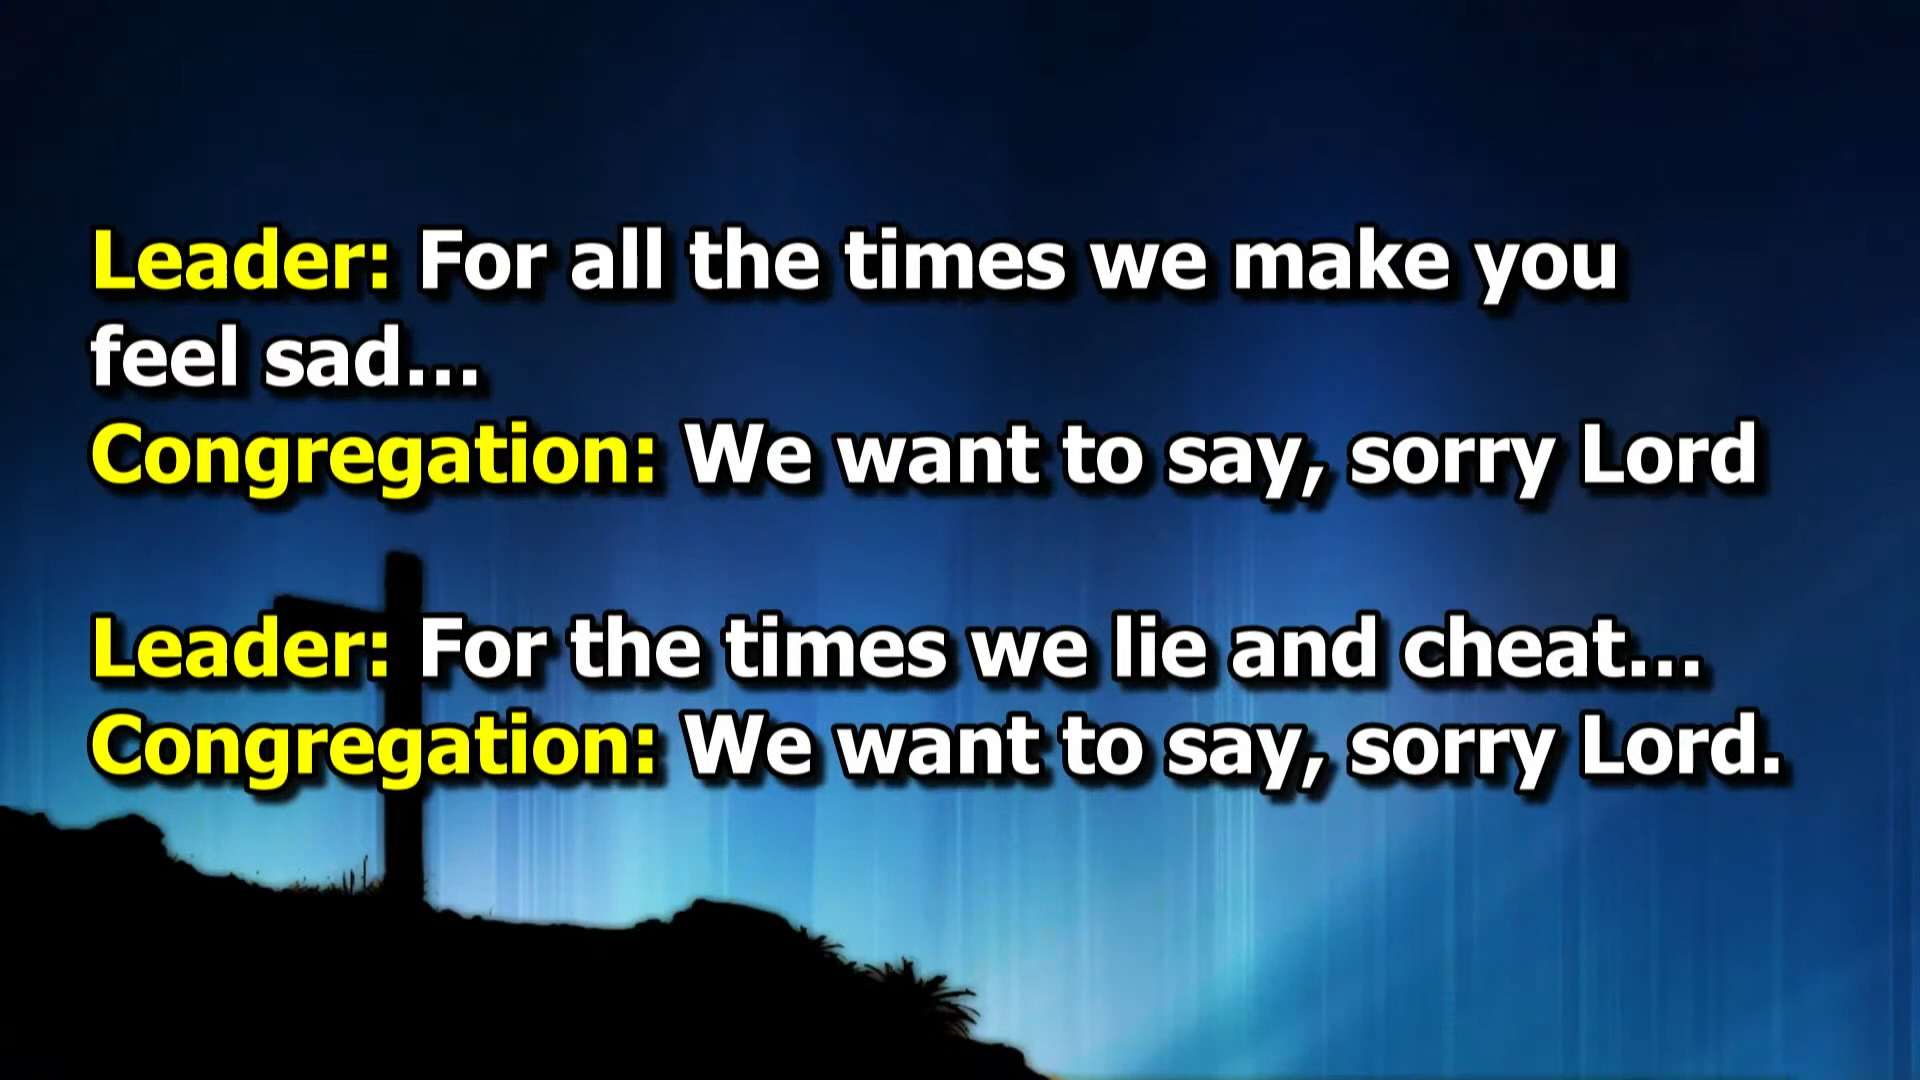 Leader: For all the times we make you
feel sad...
Congregation: We want to say, sorry Lord
Leader: For the times we lie and cheat...
Congregation: We want to say, sorry Lord.